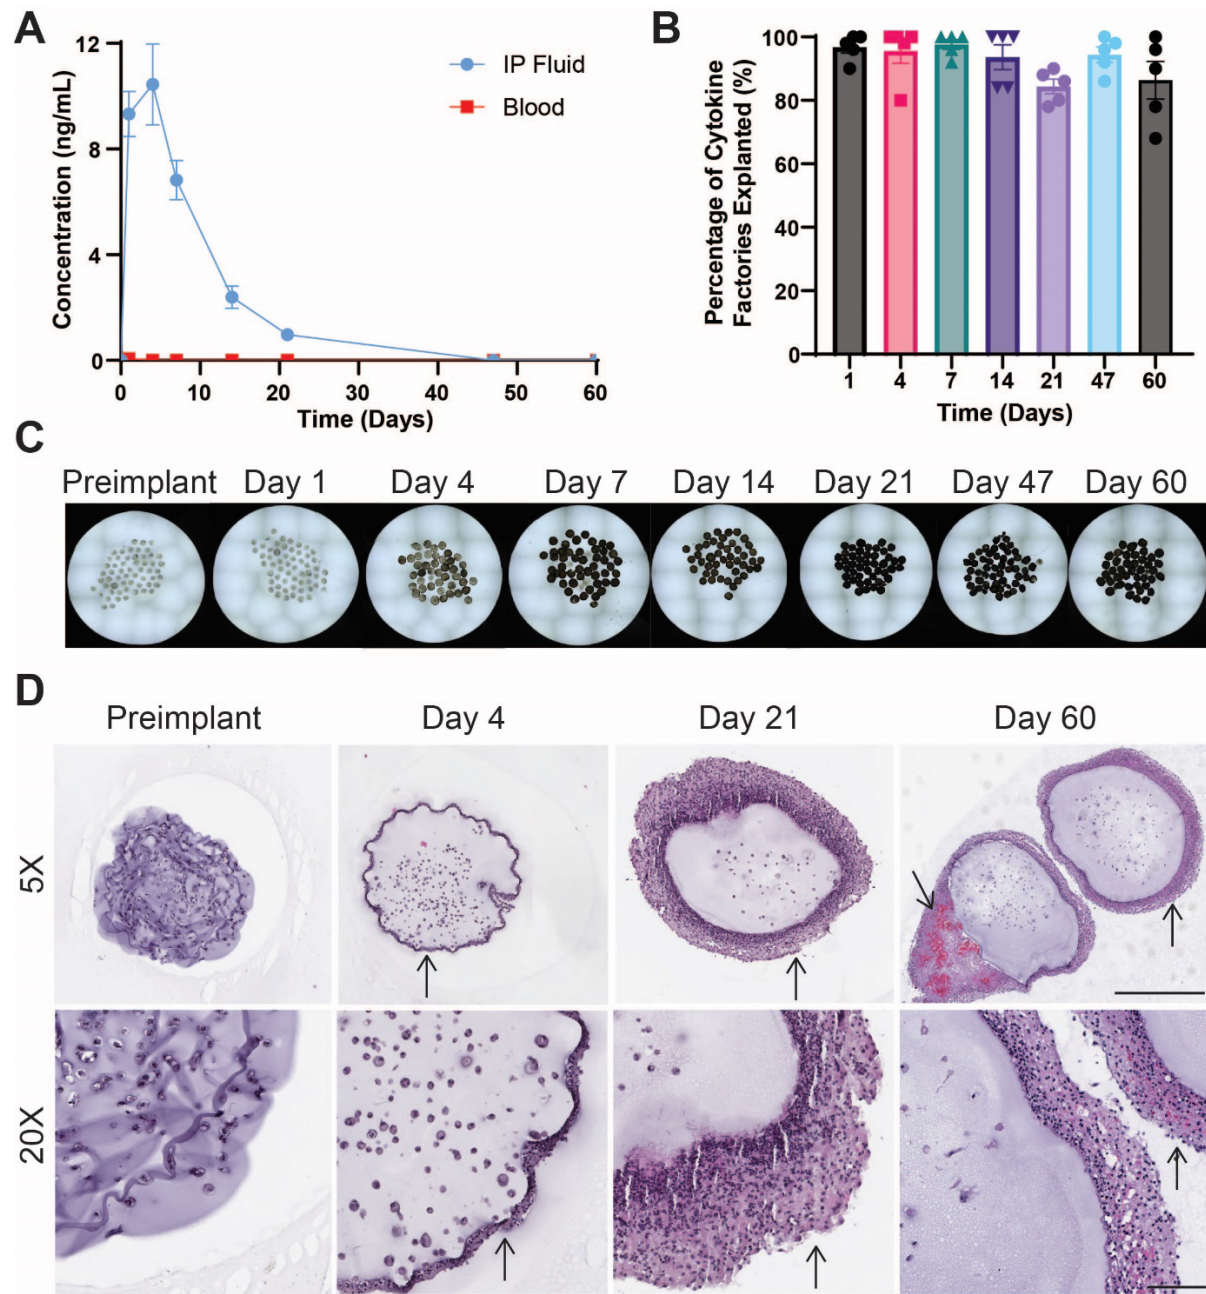 A
12
8
4
0
Concentration (ng/mL)
IP Fluid
Blood
0 10 20 30 40 50 60
Time (Days)
B
100
80
60
40
20
0
Percentage of Cytokine
Factories Explanted (%)
1 4 7 14 21 47 60
Time (Days)
C
Preimplant Day 1 Day 4 Day 7 Day 14 Day 21 Day 47 Day 60
D
Preimplant Day 4 Day 21 Day 60
5X
20X